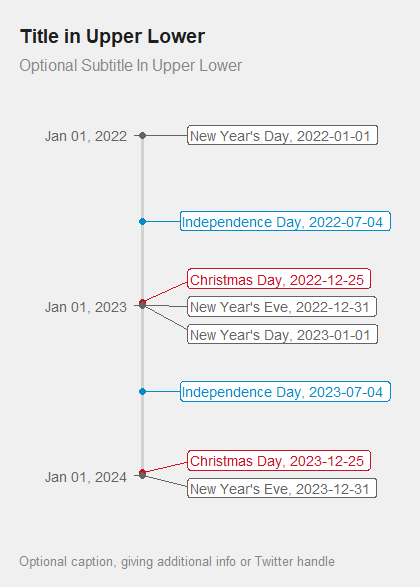 Title in Upper Lower
Optional Subtitle In Upper Lower
Jan 01, 2022
New Year's Day, 2022-01-01
Independence Day, 2022-07-04
Christmas Day, 2022-12-25
Jan 01, 2023
New Year's Eve, 2022-12-31
New Year's Day, 2023-01-01
Independence Day, 2023-07-04
Christmas Day, 2023-12-25
Jan 01, 2024
New Year's Eve, 2023-12-31
Optional caption, giving additional info or Twitter handle